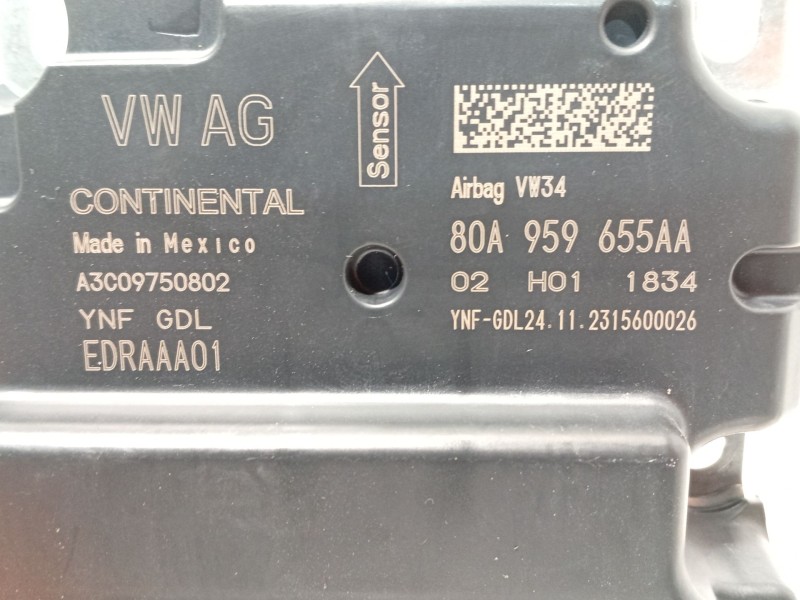 VW AG
Sensor
CONTINENTAL
Made in Mexico
A3C09750802
YNF GDL
EDRAAA01
Airbag VW34
80A 959 655AA
02 H01 1834
YNF-GDL24.11.2315600026